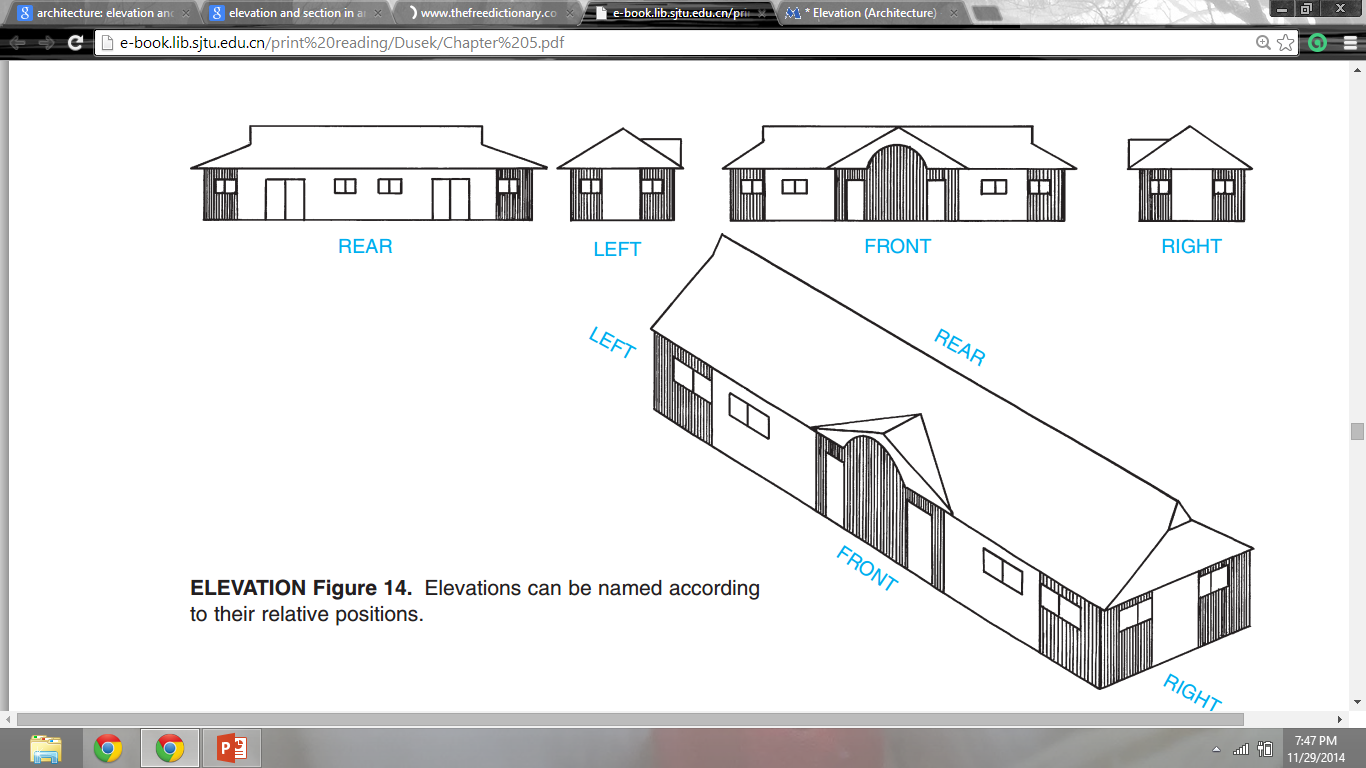 architecture: elevation an
elevation and section in a
www.thefreedictionary.co
e-book.lib.sjtu.edu.cn/pri
* Elevation (Architecture)
e-book.lib.sjtu.edu.cn/print%20reading/Dusek/Chapter%205.pdf
REAR
LEFT
FRONT
RIGHT
LEFT
REAR
FRONT
RIGHT
ELEVATION Figure 14. Elevations can be named according
to their relative positions.
7:47 PM
11/29/2014